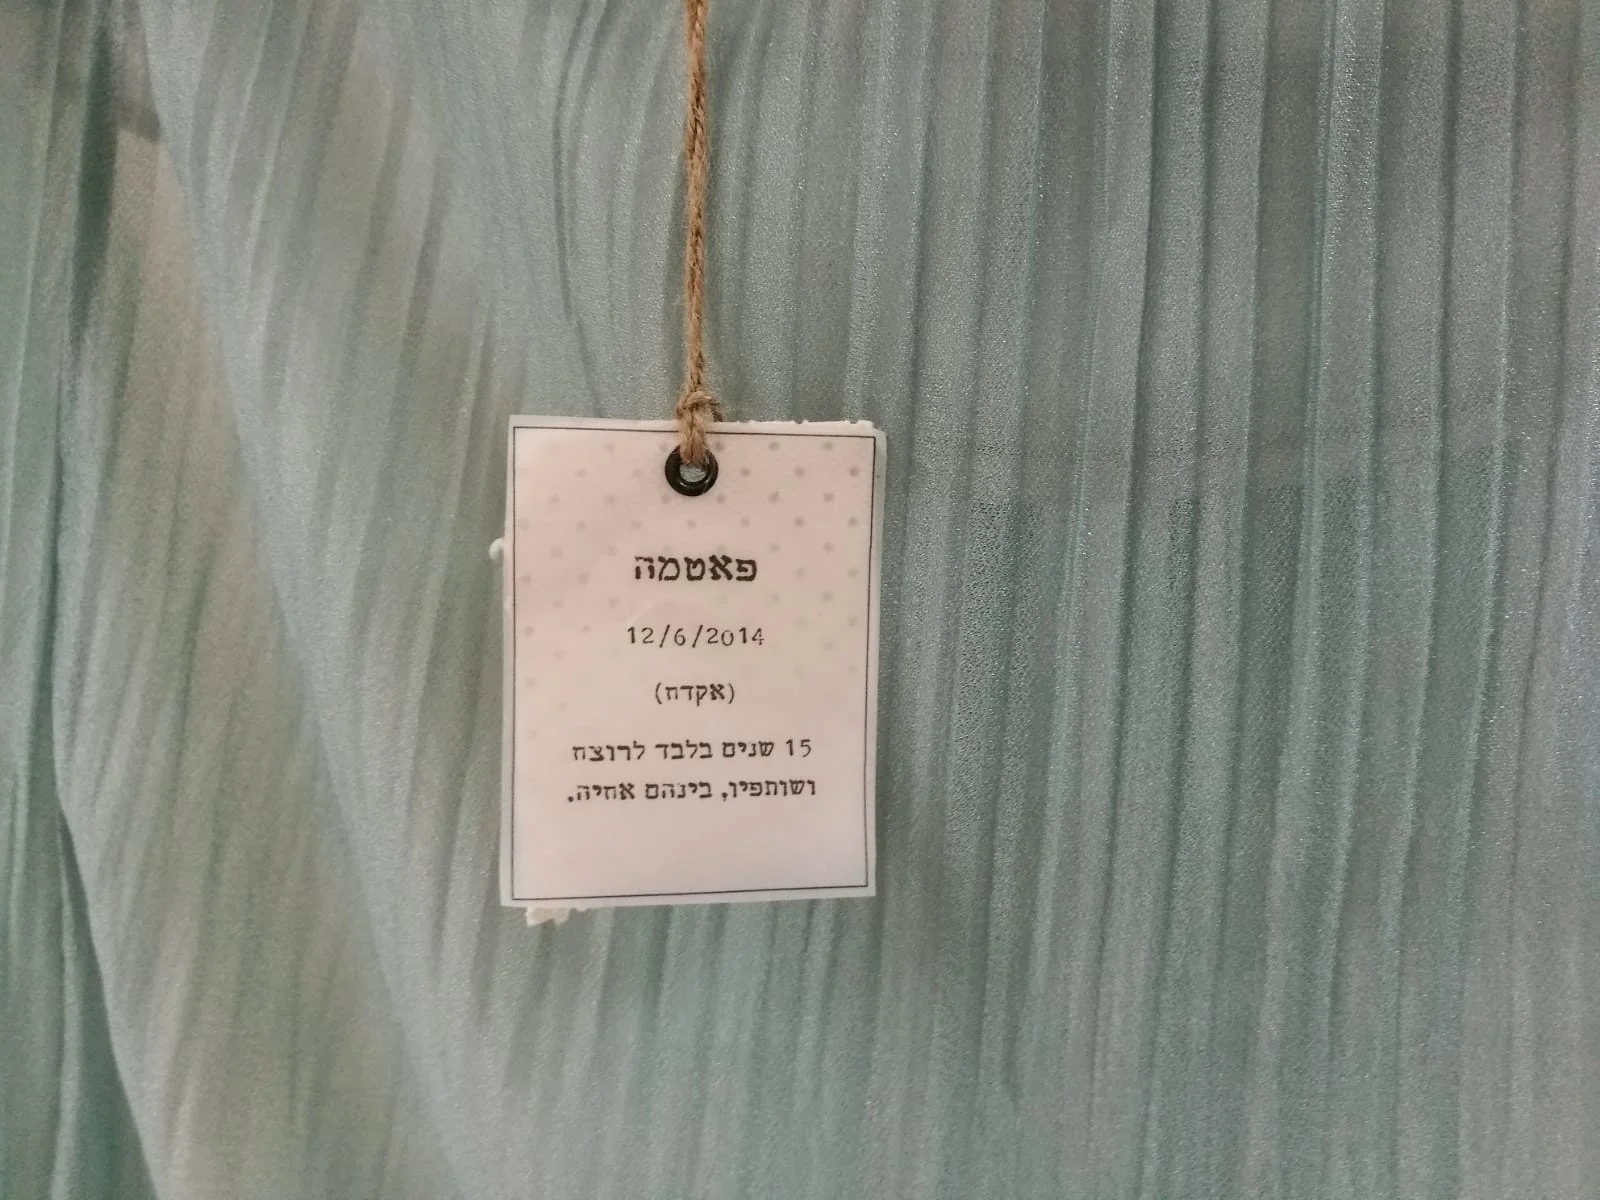 פאטמה
12/6/2014
(אקדח)
15 שנים בלבד לרוצח
ושותפיו, בינהם אחיה.